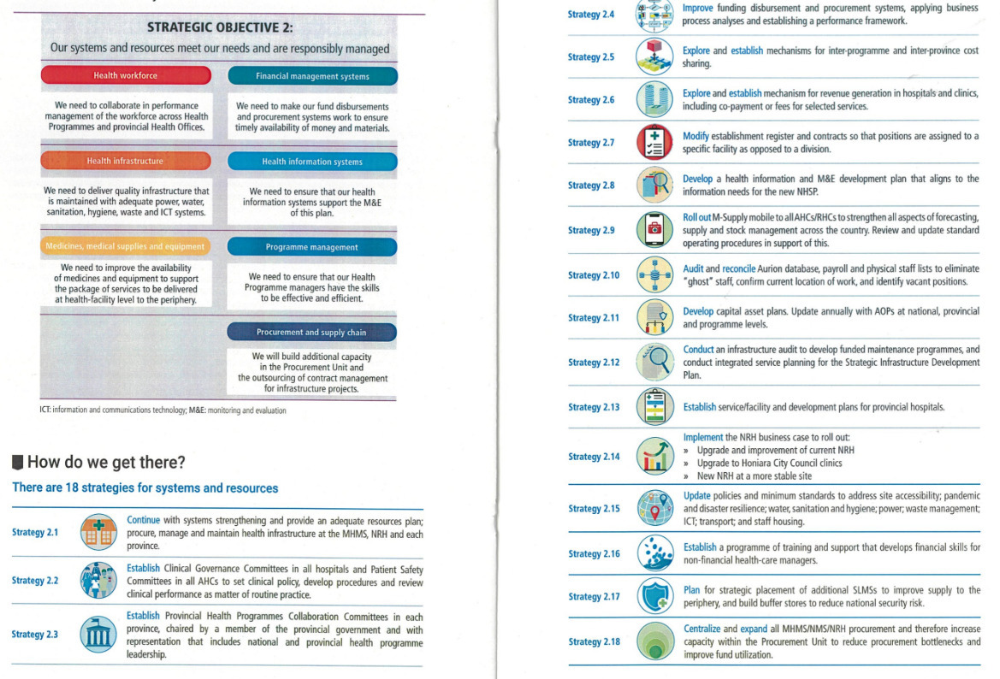 STRATEGIC OBJECTIVE 2:
Our systems and resources meet our needs and are responsibly managed
Health workforce
We need to collaborate in performance
management of the workforce across Health
Programmes and provincial Health Offices.
Financial management systems
We need to make our fund disbursements
and procurement systems work to ensure
timely availability of money and materials.
Health infrastructure
We need to deliver quality infrastructure that
is maintained with adequate power, water,
sanitation, hygiene, waste and ICT systems.
Health information systems
We need to ensure that our health
information systems support the M&E
of this plan.
Medicines, medical supplies and equipment
We need to improve the availability
of medicines and equipment to support
the package of services to be delivered
at health-facility level to the periphery.
Programme management
We need to ensure that our Health
Programme managers have the skills
to be effective and efficient.
Procurement and supply chain
We will build additional capacity
in the Procurement Unit and
the outsourcing of contract management
for infrastructure projects.
ICT: information and communications technology; M&E: monitoring and evaluation
How do we get there?
There are 18 strategies for systems and resources
Strategy 2.1
Continue with systems strengthening and provide an adequate resources plan;
procure, manage and maintain health infrastructure at the MHMS, NRH and each
province.
Strategy 2.2
Establish Clinical Governance Committees in all hospitals and Patient Safety
Committees in all AHCs to set clinical policy, develop procedures and review
clinical performance as matter of routine practice.
Strategy 2.3
Establish Provincial Health Programmes Collaboration Committees in each
province, chaired by a member of the provincial government and with
representation that includes national and provincial health programme
leadership.
Strategy 2.4
Improve funding disbursement and procurement systems, applying business
process analyses and establishing a performance framework.
Strategy 2.5
Explore and establish mechanisms for inter-programme and inter-province cost
sharing.
Strategy 2.6
Explore and establish mechanism for revenue generation in hospitals and clinics,
including co-payment or fees for selected services.
Strategy 2.7
Modify establishment register and contracts so that positions are assigned to a
specific facility as opposed to a division.
Strategy 2.8
Develop a health information and M&E development plan that aligns to the
information needs for the new NHSP.
Strategy 2.9
Roll out M-Supply mobile to all AHCs/RHCs to strengthen all aspects of forecasting,
supply and stock management across the country. Review and update standard
operating procedures in support of this.
Strategy 2.10
Audit and reconcile Aurion database, payroll and physical staff lists to eliminate
"ghost" staff, confirm current location of work, and identify vacant positions.
Strategy 2.11
Develop capital asset plans. Update annually with AOPs at national, provincial
and programme levels.
Strategy 2.12
Conduct an infrastructure audit to develop funded maintenance programmes, and
conduct integrated service planning for the Strategic Infrastructure Development
Plan.
Strategy 2.13
Establish service/facility and development plans for provincial hospitals.
Strategy 2.14
Implement the NRH business case to roll out:
» Upgrade and improvement of current NRH
» Upgrade to Honiara City Council clinics
» New NRH at a more stable site
Strategy 2.15
Update policies and minimum standards to address site accessibility; pandemic
and disaster resilience; water, sanitation and hygiene; power; waste management;
ICT; transport; and staff housing.
Strategy 2.16
Establish a programme of training and support that develops financial skills for
non-financial health-care managers.
Strategy 2.17
Plan for strategic placement of additional SLMSs to improve supply to the
periphery, and build buffer stores to reduce national security risk.
Strategy 2.18
Centralize and expand all MHMS/NMS/NRH procurement and therefore increase
capacity within the Procurement Unit to reduce procurement bottlenecks and
improve fund utilization.